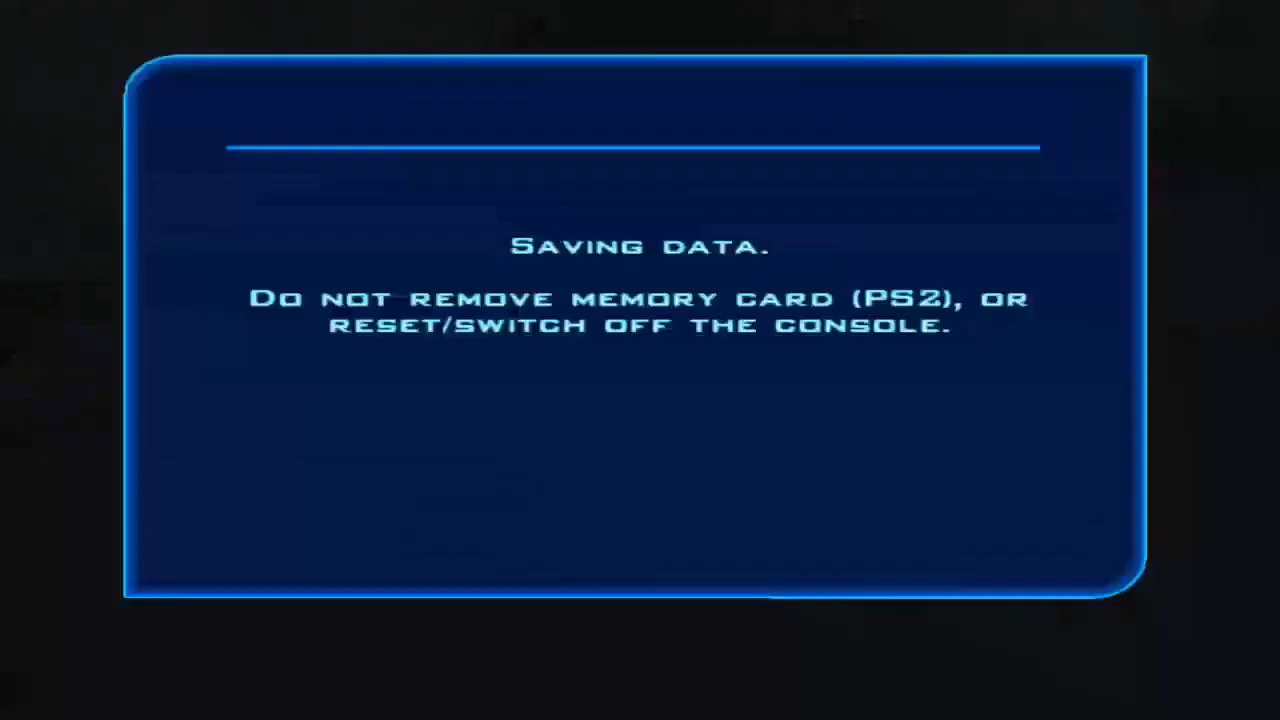 Saving data.
Do not remove memory card (PS2), or
reset/switch off the console.